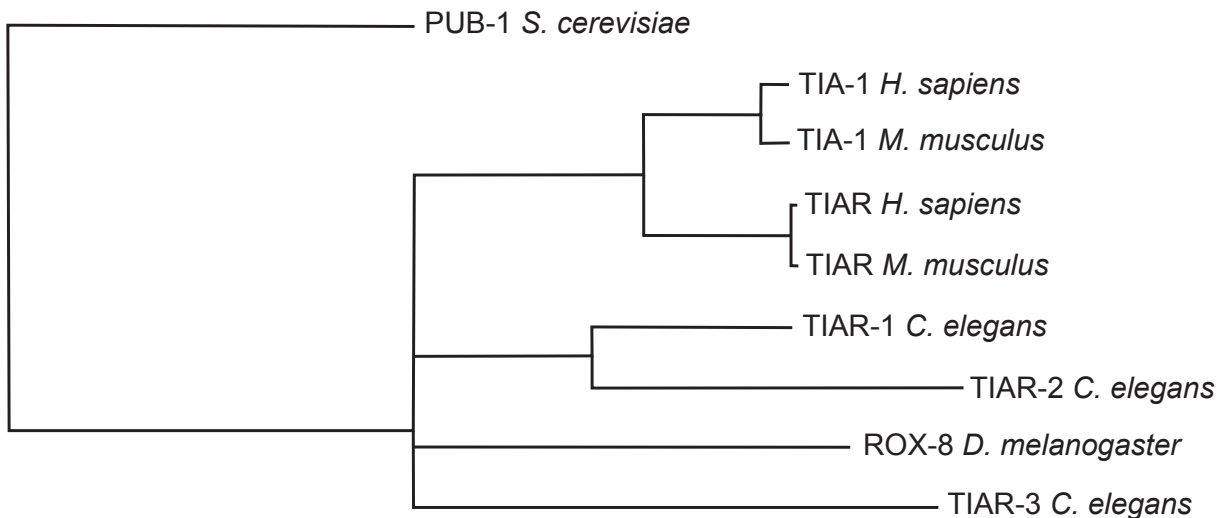 PUB-1 S. cerevisiae
TIA-1 H. sapiens
TIA-1 M. musculus
TIAR H. sapiens
TIAR M. musculus
TIAR-1 C. elegans
TIAR-2 C. elegans
ROX-8 D. melanogaster
TIAR-3 C. elegans